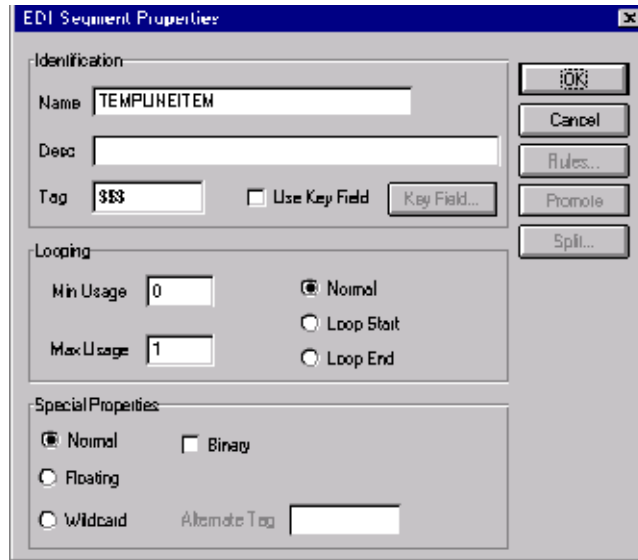 EDI Segment Properties
Identification
Name TEMPLINEITEM
Desc
Tag $$$ Use Key Field Key Field...
Looping
Min Usage 0 Normal
Loop Start
Max Usage 1
Loop End
Special Properties
Normal Binary
Floating
Wildcard Alternate Tag
OK
Cancel
Rules...
Promote
Split...